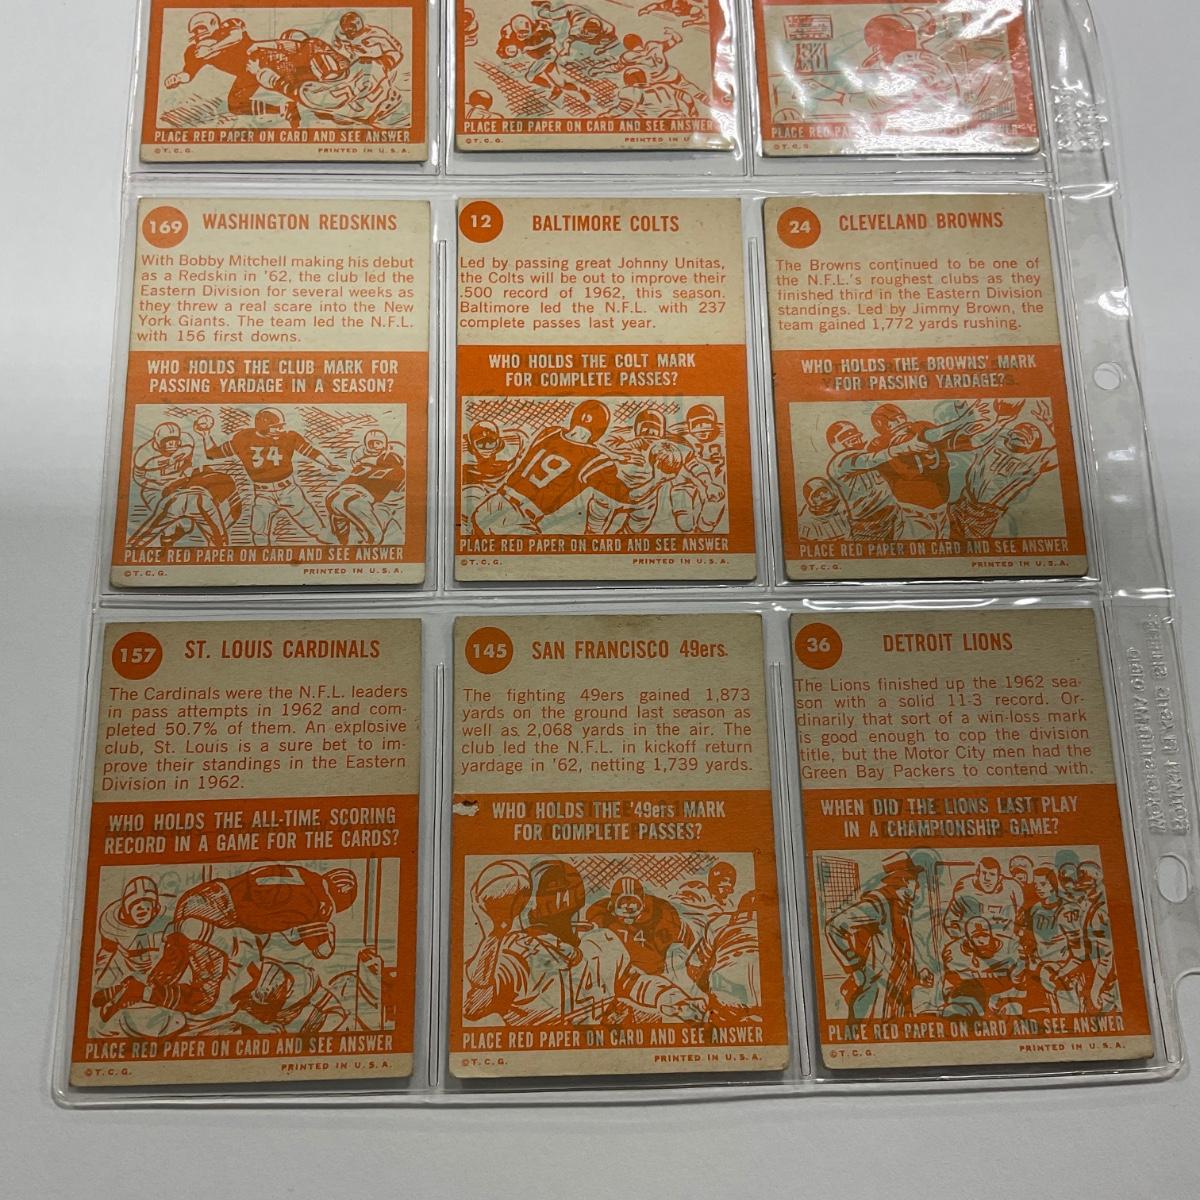 PLACE RED PAPER ON CARD AND SEE ANSWER
©T.C.G. PRINTED IN U.S.A.
PLACE RED PAPER ON CARD AND SEE ANSWER
©T.C.G. PRINTED IN U.S.A.
PLACE RED
©T.C.G. PRINTED IN U.S.A.
169 WASHINGTON REDSKINS
With Bobby Mitchell making his debut
as a Redskin in '62, the club led the
Eastern Division for several weeks as
they threw a real scare into the New
York Giants. The team led the N.F.L.
with 156 first downs.
WHO HOLDS THE CLUB MARK FOR
PASSING YARDAGE IN A SEASON?
34
PLACE RED PAPER ON CARD AND SEE ANSWER
©T.C.G. PRINTED IN U.S.A.
12 BALTIMORE COLTS
Led by passing great Johnny Unitas,
the Colts will be out to improve their
.500 record of 1962, this season.
Baltimore led the N.F.L. with 237
complete passes last year.
WHO HOLDS THE COLT MARK
FOR COMPLETE PASSES?
19
19
PLACE RED PAPER ON CARD AND SEE ANSWER
©T.C.G. PRINTED IN U.S.A.
24 CLEVELAND BROWNS
The Browns continued to be one of
the N.F.L.'s roughest clubs as they
finished third in the Eastern Division
standings. Led by Jimmy Brown, the
team gained 1,772 yards rushing.
WHO HOLDS THE BROWNS' MARK
FOR PASSING YARDAGE?
PLACE RED PAPER ON CARD AND SEE ANSWER
©T.C.G. PRINTED IN U.S.A.
157 ST. LOUIS CARDINALS
The Cardinals were the N.F.L. leaders
in pass attempts in 1962 and com-
pleted 50.7% of them. An explosive
club, St. Louis is a sure bet to im-
prove their standings in the Eastern
Division in 1962.
WHO HOLDS THE ALL-TIME SCORING
RECORD IN A GAME FOR THE CARDS?
PLACE RED PAPER ON CARD AND SEE ANSWER
©T.C.G. PRINTED IN U.S.A.
145 SAN FRANCISCO 49ers
The fighting 49ers gained 1,873
yards on the ground last season as
well as 2,068 yards in the air. The
club led the N.F.L. in kickoff return
yardage in '62, netting 1,739 yards.
WHO HOLDS THE '49ers MARK
FOR COMPLETE PASSES?
14
74
14
PLACE RED PAPER ON CARD AND SEE ANSWER
©T.C.G. PRINTED IN U.S.A.
36 DETROIT LIONS
The Lions finished up the 1962 sea-
son with a solid 11-3 record. Or-
dinarily that sort of a win-loss mark
is good enough to cop the division
title, but the Motor City men had the
Green Bay Packers to contend with.
WHEN DID THE LIONS LAST PLAY
IN A CHAMPIONSHIP GAME?
PLACE RED PAPER ON CARD AND SEE ANSWER
©T.C.G. PRINTED IN U.S.A.